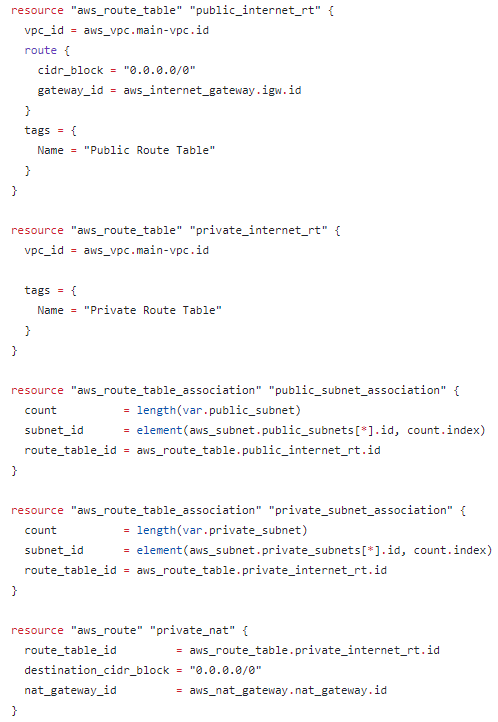 resource "aws_route_table" "public_internet_rt" {
  vpc_id = aws_vpc.main-vpc.id
  route {
    cidr_block = "0.0.0.0/0"
    gateway_id = aws_internet_gateway.igw.id
  }
  tags = {
    Name = "Public Route Table"
  }
}

resource "aws_route_table" "private_internet_rt" {
  vpc_id = aws_vpc.main-vpc.id

  tags = {
    Name = "Private Route Table"
  }
}

resource "aws_route_table_association" "public_subnet_association" {
  count          = length(var.public_subnet)
  subnet_id      = element(aws_subnet.public_subnets[*].id, count.index)
  route_table_id = aws_route_table.public_internet_rt.id
}

resource "aws_route_table_association" "private_subnet_association" {
  count          = length(var.private_subnet)
  subnet_id      = element(aws_subnet.private_subnets[*].id, count.index)
  route_table_id = aws_route_table.private_internet_rt.id
}

resource "aws_route" "private_nat" {
  route_table_id         = aws_route_table.private_internet_rt.id
  destination_cidr_block = "0.0.0.0/0"
  nat_gateway_id         = aws_nat_gateway.nat_gateway.id
}